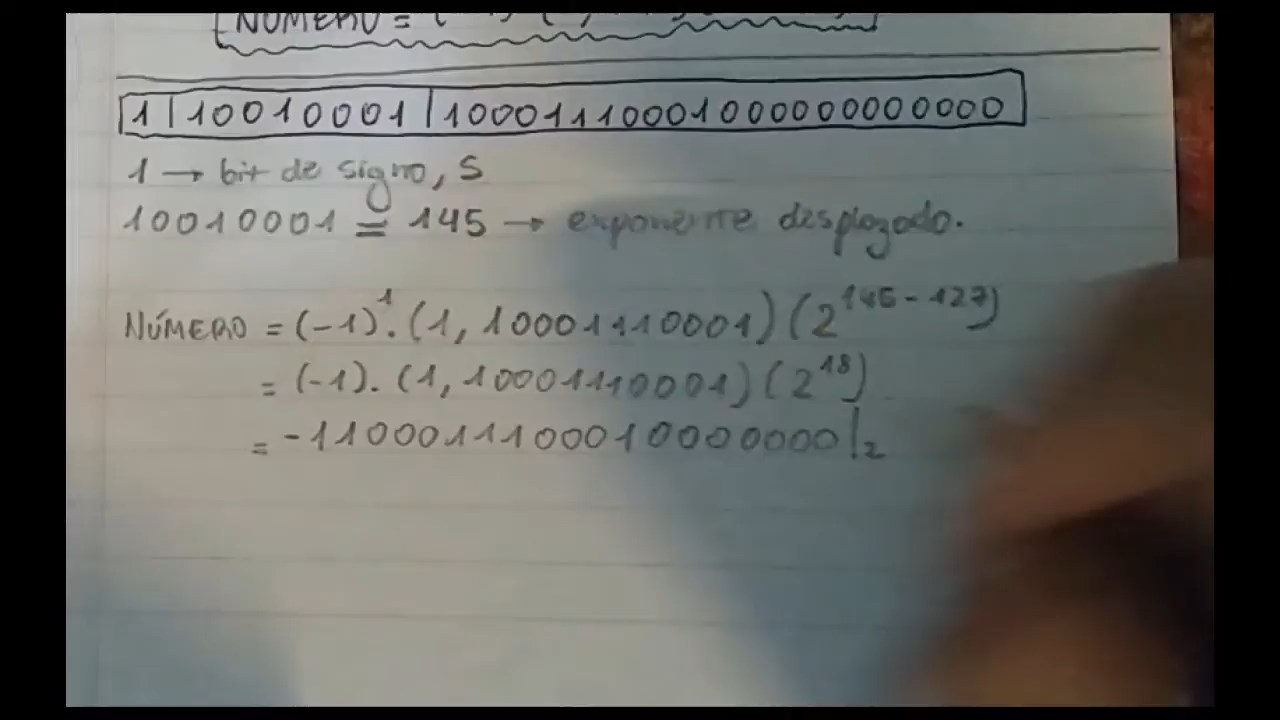 NÚMERO = (
1 | 10010001 | 10001110001000000000000
1 → bit de signo, S
10010001 = 145 → exponente desplazado.
NÚMERO = (-1)^1 . (1, 10001110001) (2^145-127)
= (-1). (1, 10001110001) (2^18)
= -1100011100010000000|2